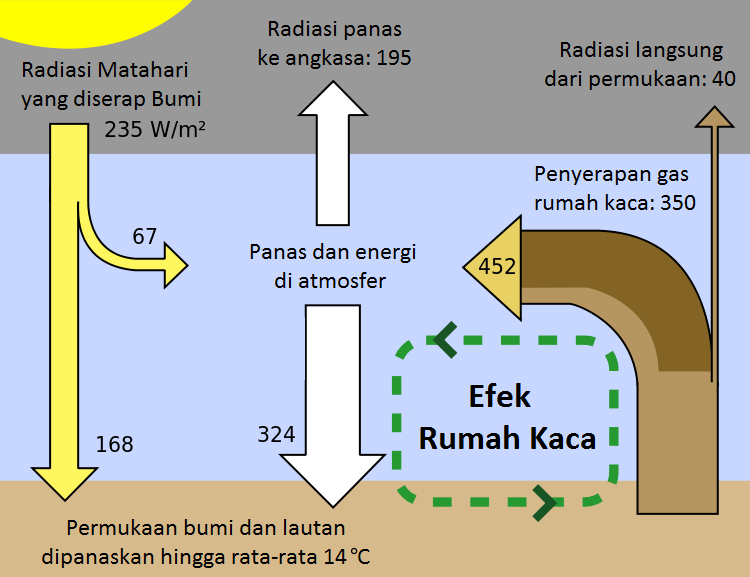 Radiasi panas
ke angkasa: 195
Radiasi langsung
dari permukaan: 40
Radiasi Matahari
yang diserap Bumi
235 W/m²
Penyerapan gas
rumah kaca: 350
67
Panas dan energi
di atmosfer
452
Efek
Rumah Kaca
168
324
Permukaan bumi dan lautan
dipanaskan hingga rata-rata 14°C